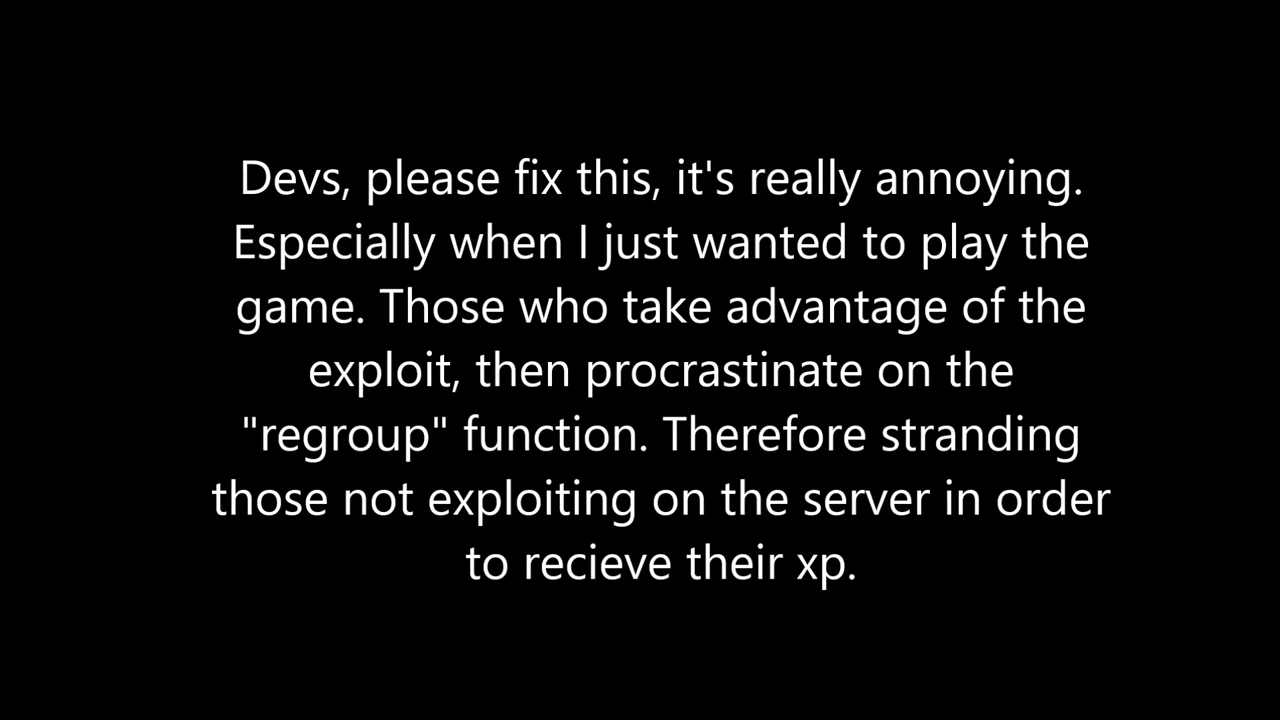 Devs, please fix this, it's really annoying.
Especially when I just wanted to play the
game. Those who take advantage of the
exploit, then procrastinate on the
"regroup" function. Therefore stranding
those not exploiting on the server in order
to recieve their xp.